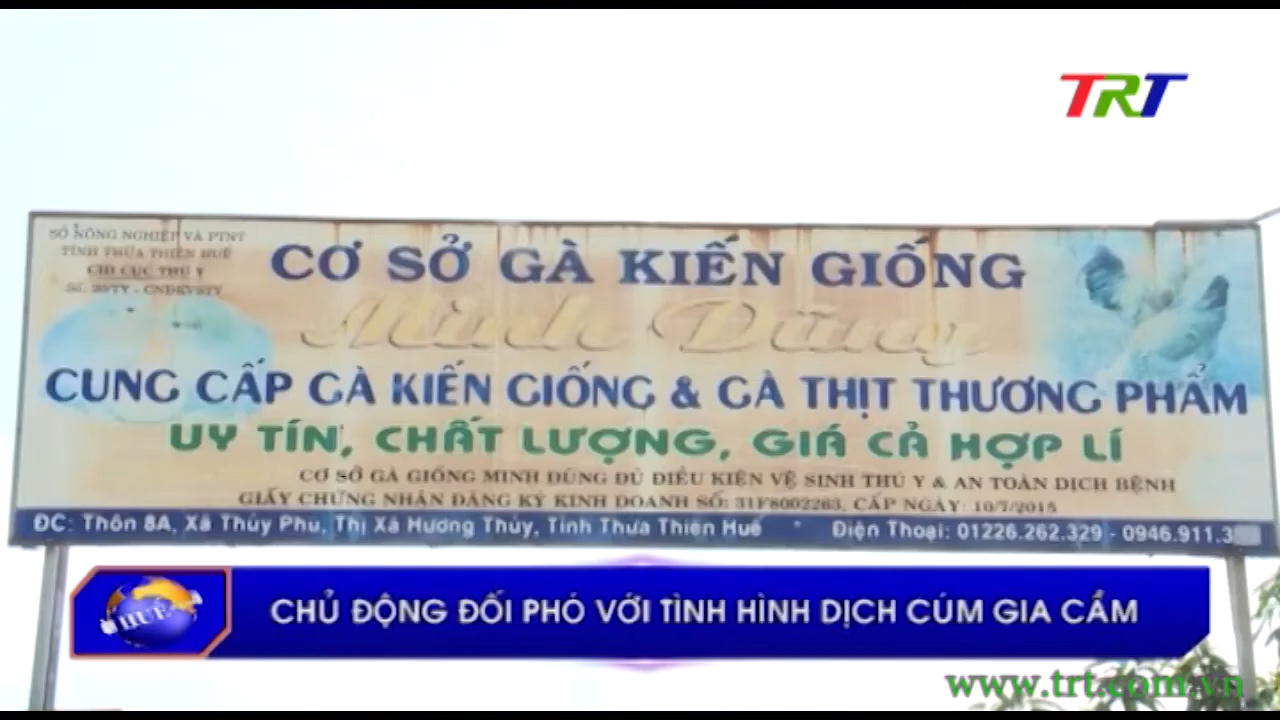 TRT
SỞ NÔNG NGHIỆP VÀ PTNT
TỈNH THỪA THIÊN HUẾ
CHI CỤC THÚ Y
CƠ SỞ GÀ KIẾN GIỐNG
Minh Dũng
CUNG CẤP GÀ KIẾN GIỐNG & GÀ THỊT THƯƠNG PHẨM
UY TÍN, CHẤT LƯỢNG, GIÁ CẢ HỢP LÍ
CƠ SỞ GÀ GIỐNG MINH DŨNG ĐỦ ĐIỀU KIỆN VỆ SINH THÚ Y & AN TOÀN DỊCH BỆNH
GIẤY CHỨNG NHẬN ĐĂNG KÝ KINH DOANH SỐ: 31F8002263, CẤP NGÀY: 10/7/2015
ĐC: Thôn 8A, Xã Thủy Phù, Thị Xã Hương Thủy, Tỉnh Thừa Thiên Huế
Điện Thoại: 01226.262.329 - 0946.911.3
HUẾ
CHỦ ĐỘNG ĐỐI PHÓ VỚI TÌNH HÌNH DỊCH CÚM GIA CẦM
www.trt.com.vn